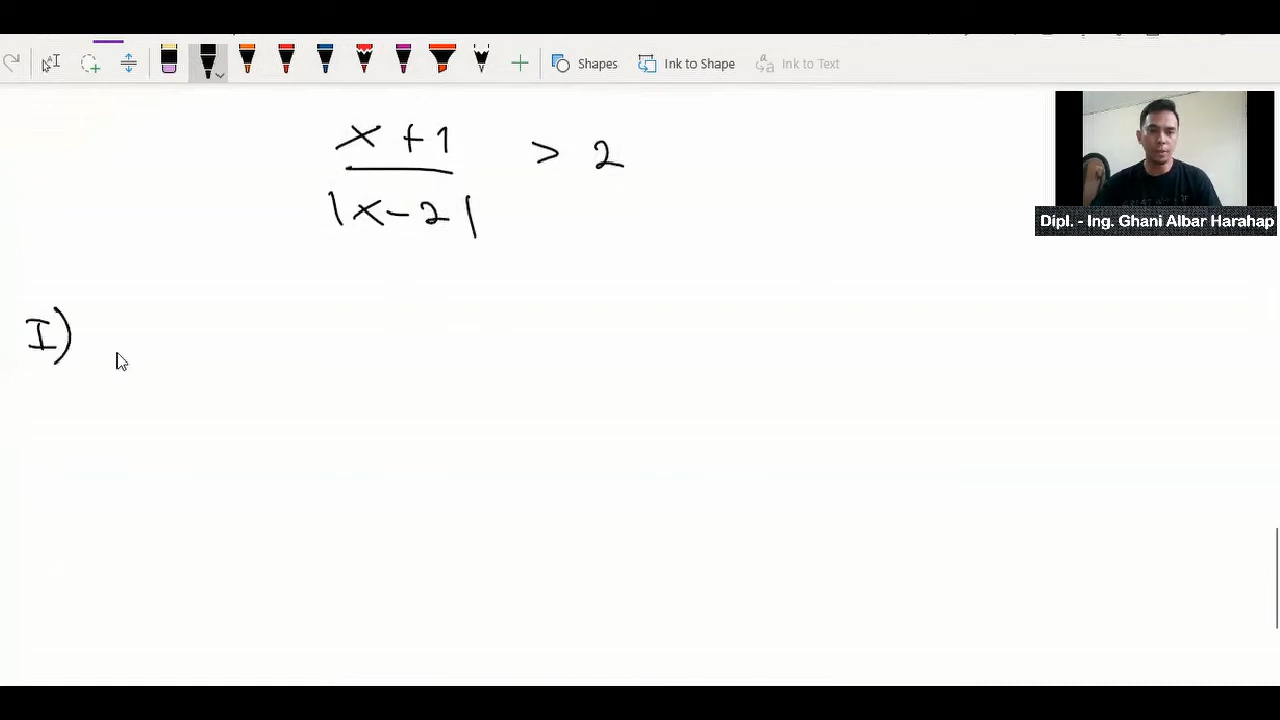 Shapes
Ink to Shape
Ink to Text
x + 1
> 2
|x - 2|
Dipl. - Ing. Ghani Albar Harahap
I)